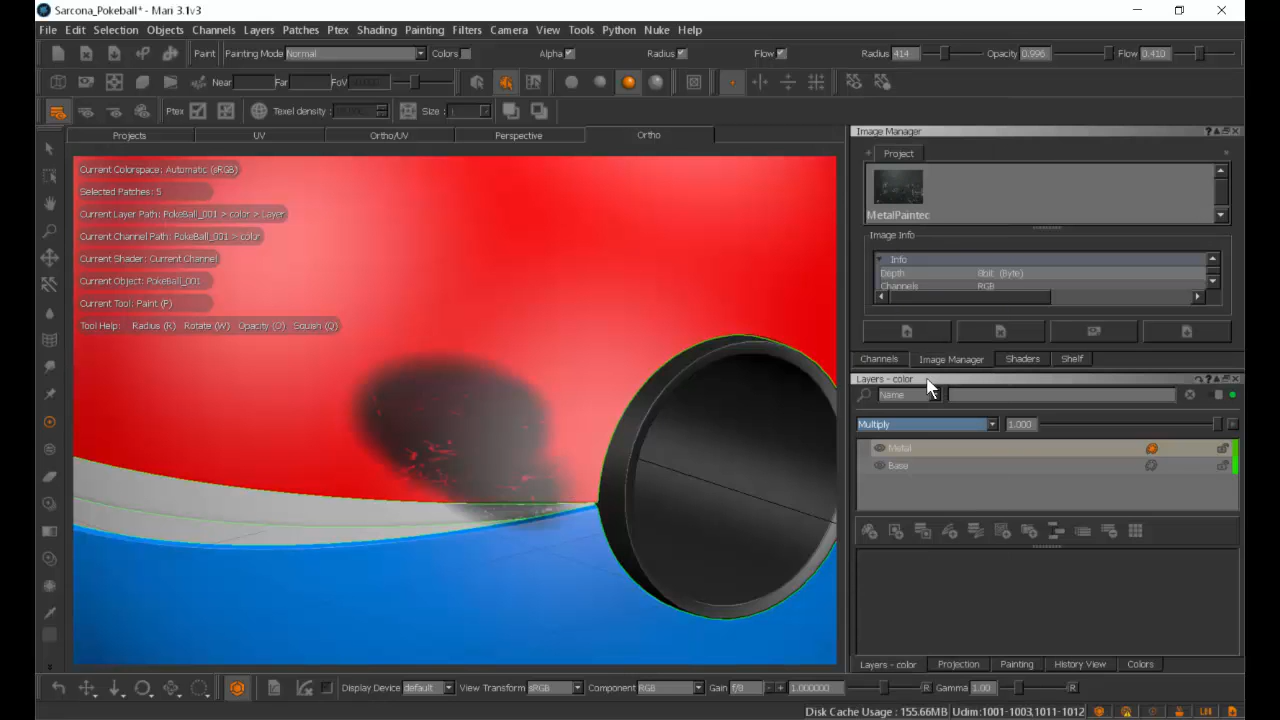 Sarcona_Pokeball* - Mari 3.1v3
File Edit Selection Objects Channels Layers Patches Ptex Shading Painting Filters Camera View Tools Python Nuke Help
Paint Painting Mode Normal Colors Alpha Radius Flow Radius 414 Opacity 0.996 Flow 0.410
Near Far FoV
Ptex Texel density: Size :
Projects UV Ortho/UV Perspective Ortho
Current Colorspace: Automatic (sRGB)
Selected Patches: 5
Current Layer Path: PokeBall_001 > color > Layer
Current Channel Path: PokeBall_001 > color
Current Shader: Current Channel
Current Object: PokeBall_001
Current Tool: Paint (P)
Tool Help: Radius (R) Rotate (W) Opacity (O) Squish (Q)
Image Manager
Project
MetalPaintec
Image Info
Info
Depth 8bit (Byte)
Channels RGB
Channels Image Manager Shaders Shelf
Layers - color
Name
Multiply 1.000
Metal
Base
Layers - color Projection Painting History View Colors
Display Device default View Transform sRGB Component RGB Gain f/8 1.000000 R Gamma 1.00 R
Disk Cache Usage : 155.66MB Udim:1001-1003,1011-1012